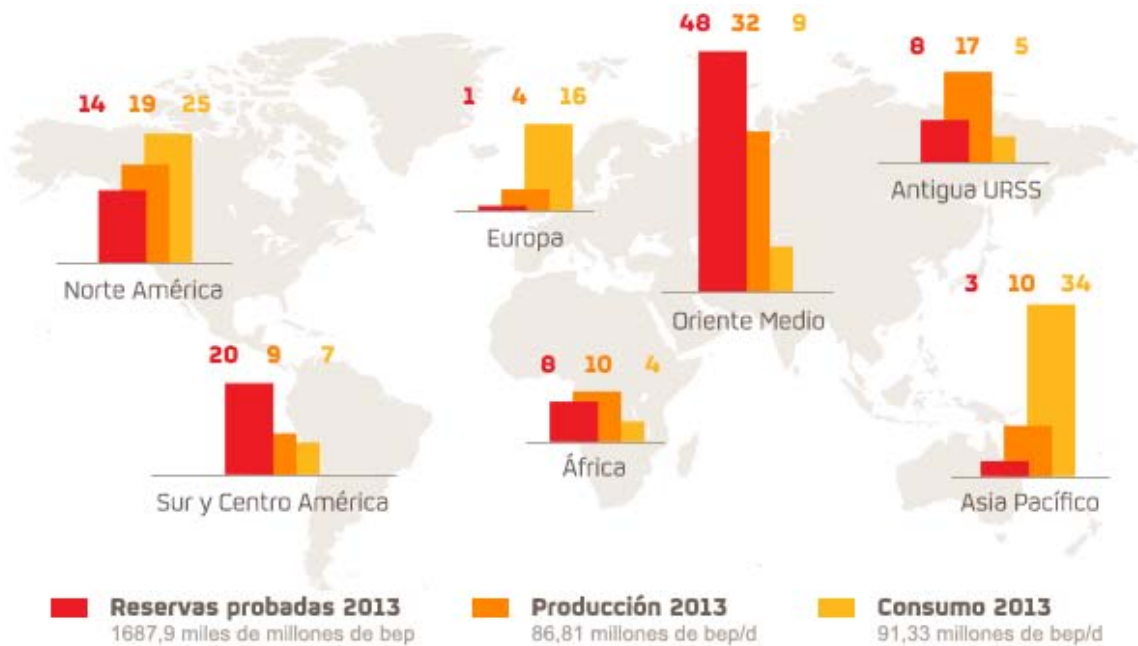 14 19 25
Norte América
1 4 16
Europa
48 32 9
Oriente Medio
8 17 5
Antigua URSS
20 9 7
Sur y Centro América
8 10 4
África
3 10 34
Asia Pacífico
Reservas probadas 2013
1687,9 miles de millones de bep
Producción 2013
86,81 millones de bep/d
Consumo 2013
91,33 millones de bep/d